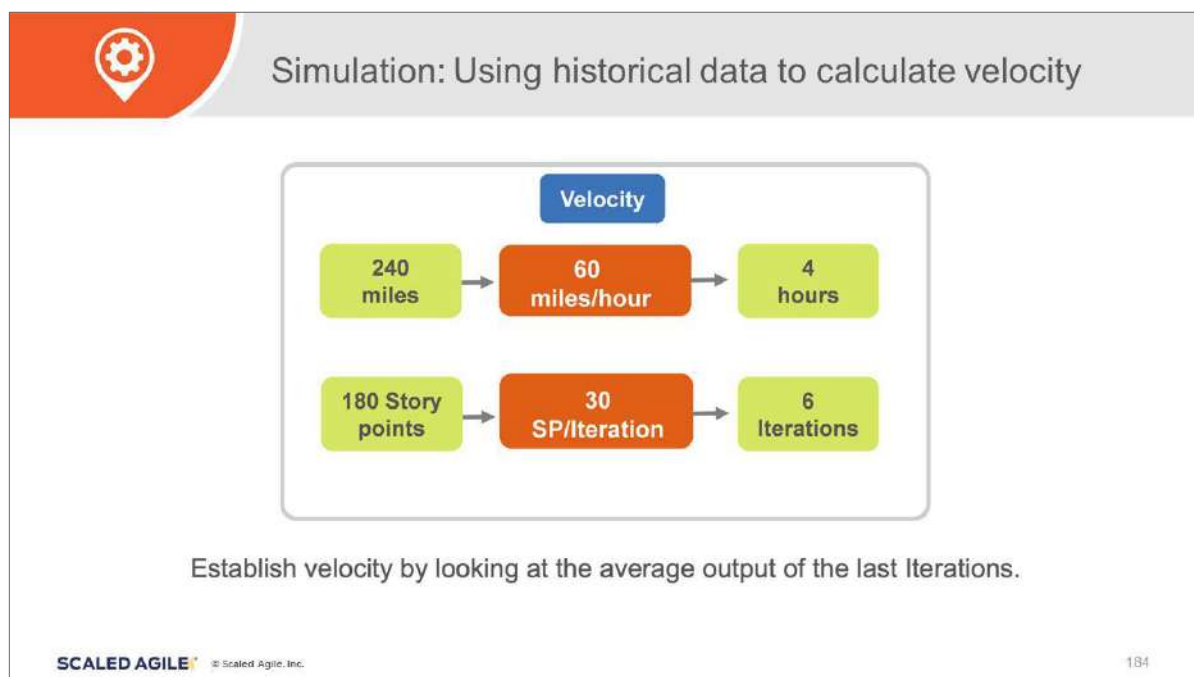 Simulation: Using historical data to calculate velocity
Velocity
240
miles
60
miles/hour
4
hours
180 Story
points
30
SP/Iteration
6
Iterations
Establish velocity by looking at the average output of the last Iterations.
SCALED AGILE © Scaled Agile. Inc.
184